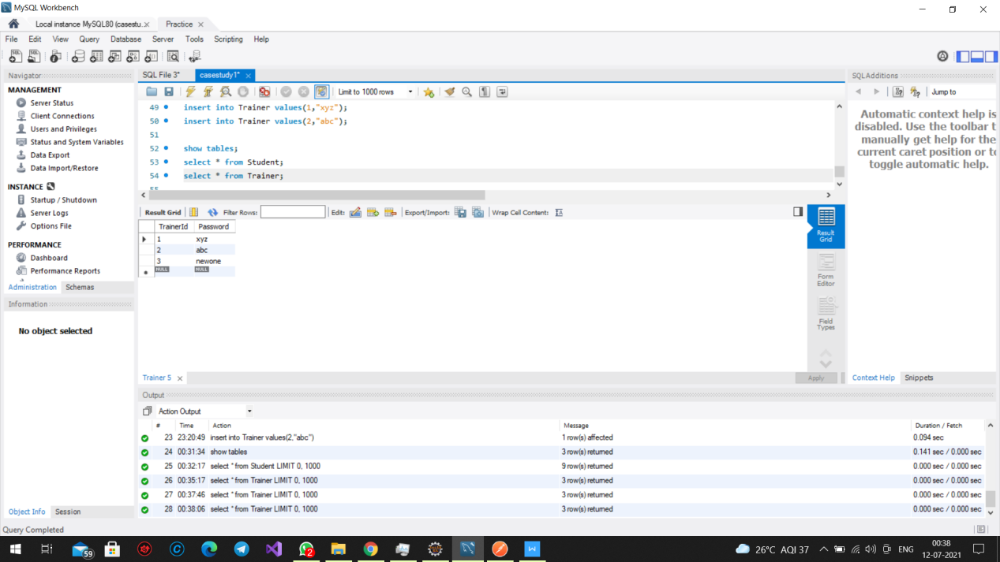 MySQL Workbench
Local instance MySQL80 (casestu..× Practice ×
File Edit View Query Database Server Tools Scripting Help
Navigator
MANAGEMENT
Server Status
Client Connections
Users and Privileges
Status and System Variables
Data Export
Data Import/Restore
INSTANCE
Startup / Shutdown
Server Logs
Options File
PERFORMANCE
Dashboard
Performance Reports
Administration Schemas
Information
No object selected
Object Info Session
SQL File 3* casestudy1* ×
Limit to 1000 rows
49 insert into Trainer values(1,"xyz");
50 insert into Trainer values(2,"abc");
51
52 show tables;
53 select * from Student;
54 select * from Trainer;
55
Result Grid Filter Rows: Edit: Export/Import: Wrap Cell Content:
TrainerId Password
1 xyz
2 abc
3 newone
NULL NULL
Result Grid
Form Editor
Field Types
Trainer 5 × Apply
SQLAdditions
Jump to
Automatic context help is
disabled. Use the toolbar t
manually get help for the
current caret position or to
toggle automatic help.
Context Help Snippets
Output
Action Output
# Time Action Message Duration / Fetch
23 23:20:49 insert into Trainer values(2,"abc") 1 row(s) affected 0.094 sec
24 00:31:34 show tables 3 row(s) returned 0.141 sec / 0.000 sec
25 00:32:17 select * from Student LIMIT 0, 1000 9 row(s) returned 0.000 sec / 0.000 sec
26 00:35:17 select * from Trainer LIMIT 0, 1000 3 row(s) returned 0.000 sec / 0.000 sec
27 00:37:46 select * from Trainer LIMIT 0, 1000 3 row(s) returned 0.000 sec / 0.000 sec
28 00:38:06 select * from Trainer LIMIT 0, 1000 3 row(s) returned 0.000 sec / 0.000 sec
Query Completed
59 2 26°C AQI 37 ENG 00:38
12-07-2021